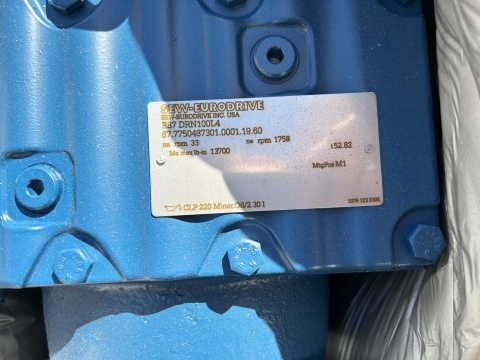 SEW-EURODRIVE
SEW-EURODRIVE INC. USA
R87 DRN100L4
87.7750487301.0001.19.60
na rpm 33 ne rpm 1758 i 52.82
Ma max lb-in 13700
MtgPos M1
CLP 220 Miner.Oil/2.30 l